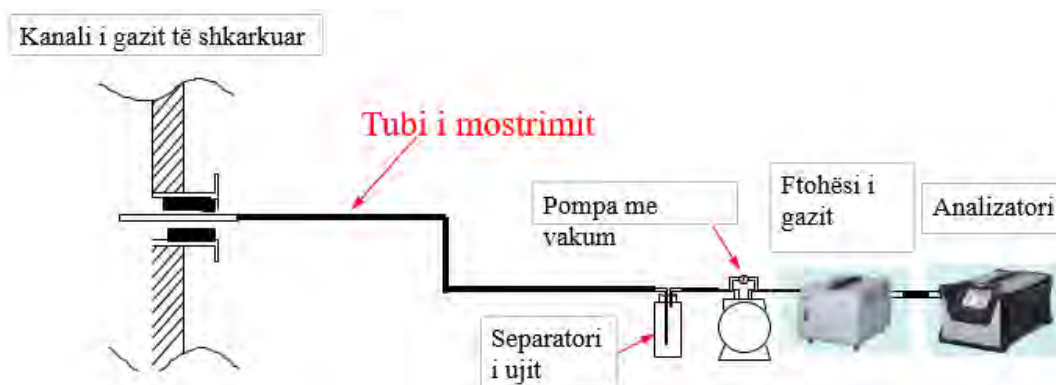 Kanali i gazit të shkarkuar
Tubi i mostrimit
Pompa me
vakum
Ftohësi i
gazit
Analizatori
Separatori
i ujit